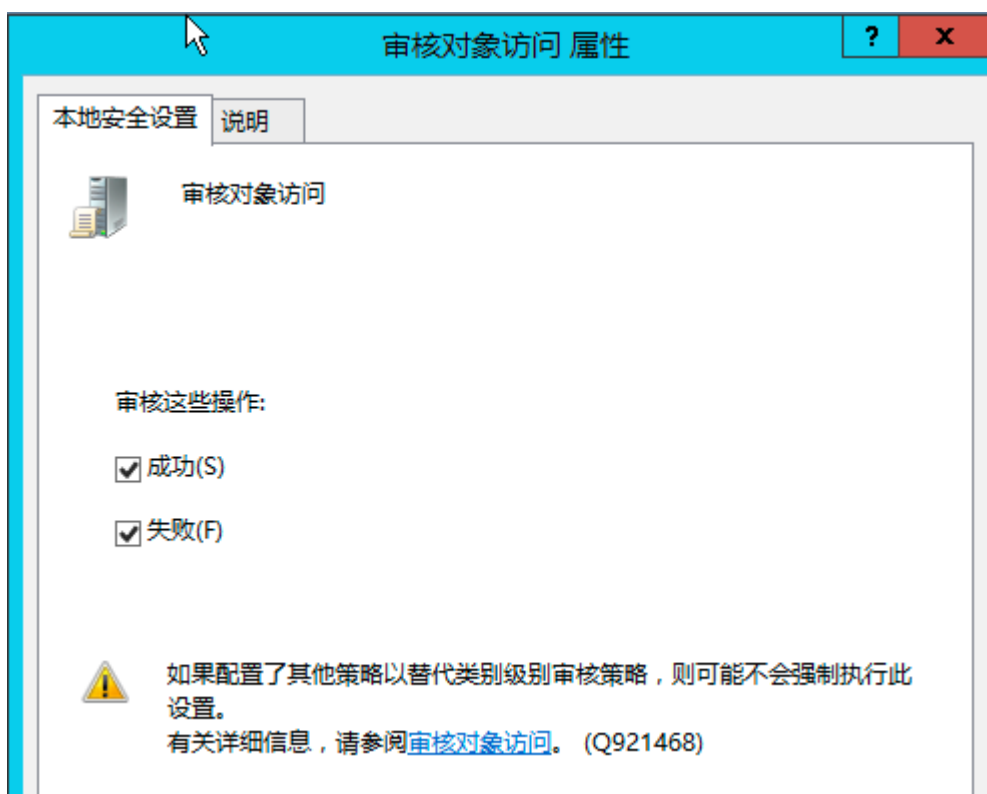 审核对象访问 属性
? x
本地安全设置 说明
审核对象访问
审核这些操作:
成功(S)
失败(F)
如果配置了其他策略以替代类别级别审核策略，则可能不会强制执行此
设置。
有关详细信息，请参阅审核对象访问。 (Q921468)